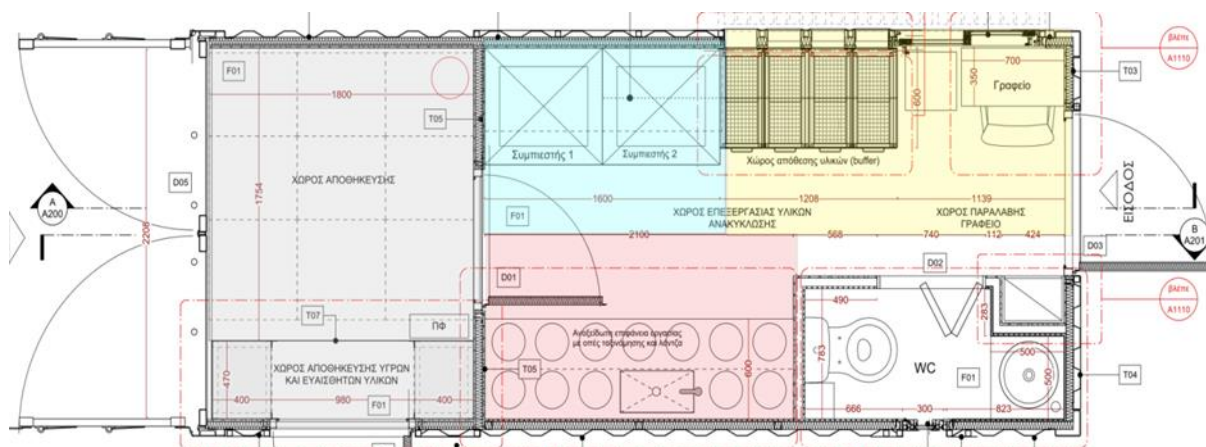 F01
1800
T05
D05
A
A200
2208
1754
ΧΩΡΟΣ ΑΠΟΘΗΚΕΥΣΗΣ
T07
ΠΦ
470
ΧΩΡΟΣ ΑΠΟΘΗΚΕΥΣΗΣ ΥΓΡΩΝ
ΚΑΙ ΕΥΑΙΣΘΗΤΩΝ ΥΛΙΚΩΝ
400
980
400
F01
Συμπιεστής 1
Συμπιεστής 2
1600
F01
2100
D01
Ανοξείδωτη επιφάνεια εργασίας
με οπές ταξινόμησης και λάντζα
T05
600
600
Χώρος απόθεσης υλικών (buffer)
1208
ΧΩΡΟΣ ΕΠΕΞΕΡΓΑΣΙΑΣ ΥΛΙΚΩΝ
ΑΝΑΚΥΚΛΩΣΗΣ
568
350
700
Γραφείο
1139
ΧΩΡΟΣ ΠΑΡΑΛΑΒΗΣ
ΓΡΑΦΕΙΟ
740
112
424
D02
D03
490
783
WC
F01
283
500
500
666
300
823
βλέπε
A1110
T03
ΕΙΣΟΔΟΣ
B
A201
βλέπε
A1110
T04